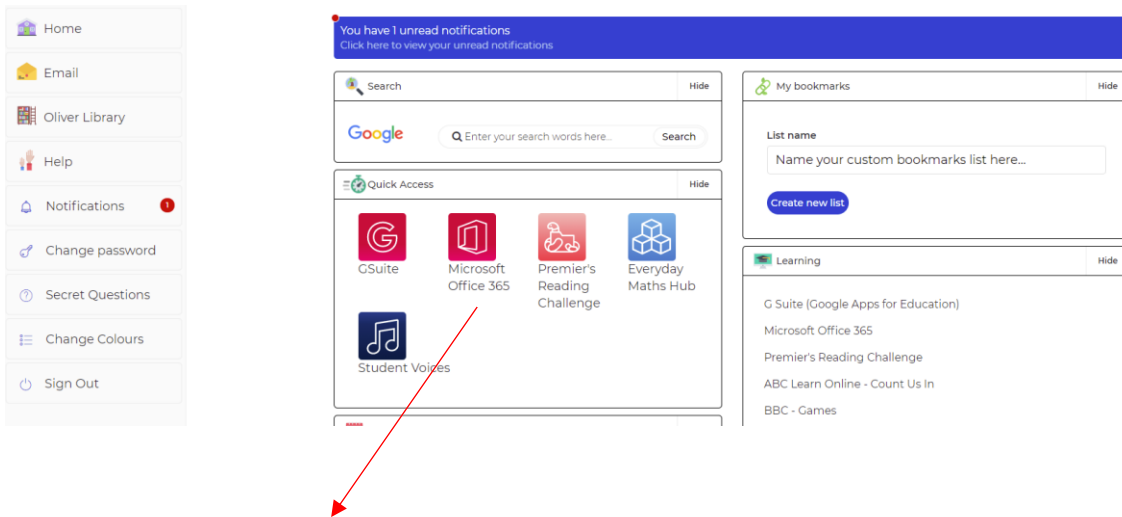 Home
Email
Oliver Library
Help
Notifications 1
Change password
Secret Questions
Change Colours
Sign Out
You have 1 unread notifications
Click here to view your unread notifications
Search Hide
Google Enter your search words here... Search
Quick Access Hide
GSuite
Microsoft
Office 365
Premier's
Reading
Challenge
Everyday
Maths Hub
Student Voices
My bookmarks Hide
List name
Name your custom bookmarks list here...
Create new list
Learning Hide
G Suite (Google Apps for Education)
Microsoft Office 365
Premier's Reading Challenge
ABC Learn Online - Count Us In
BBC - Games